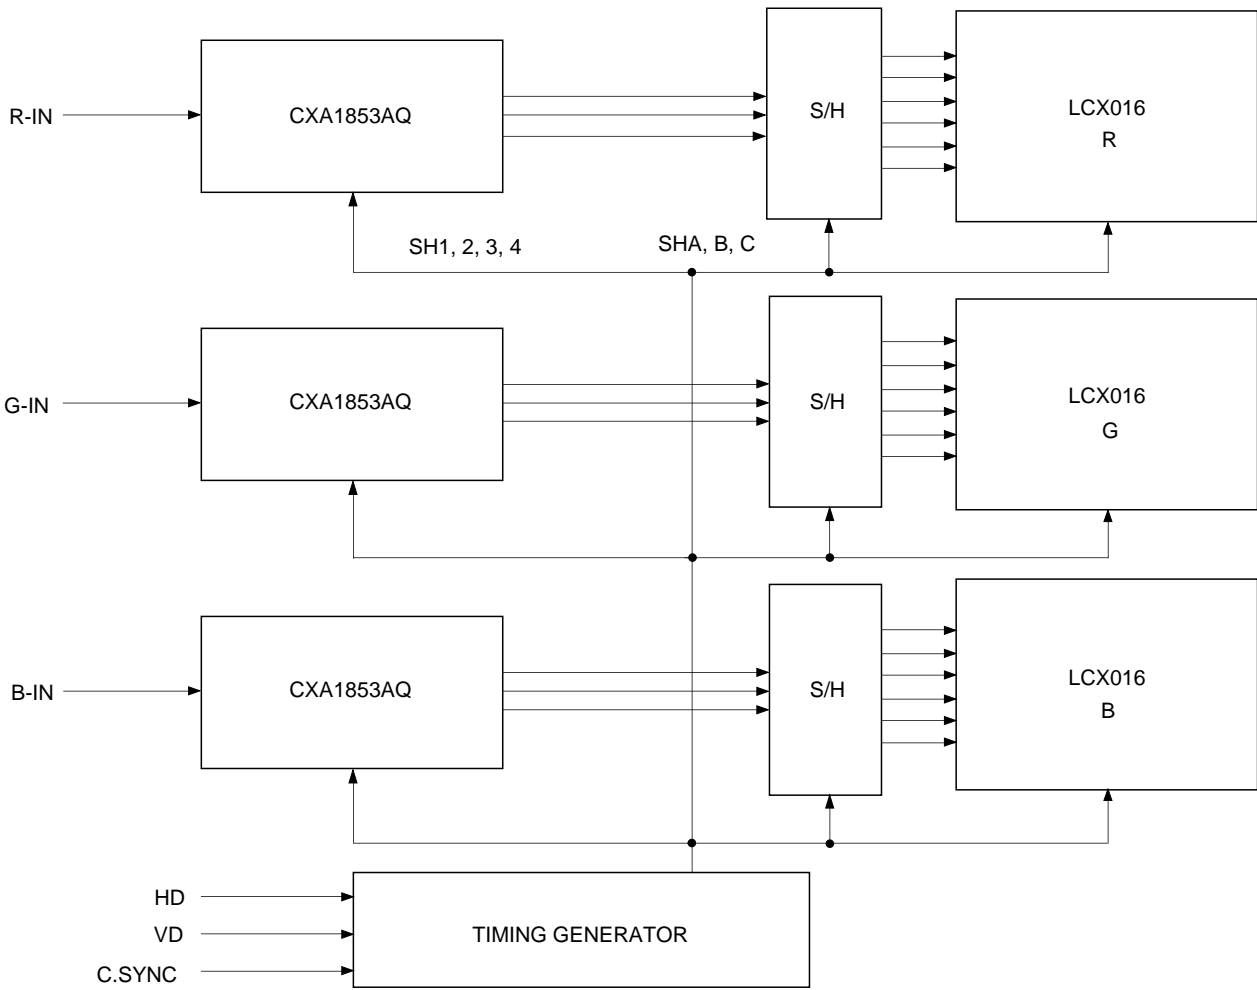 R-IN
CXA1853AQ
S/H
LCX016
R
SH1, 2, 3, 4
SHA, B, C
G-IN
CXA1853AQ
S/H
LCX016
G
B-IN
CXA1853AQ
S/H
LCX016
B
HD
VD
C.SYNC
TIMING GENERATOR